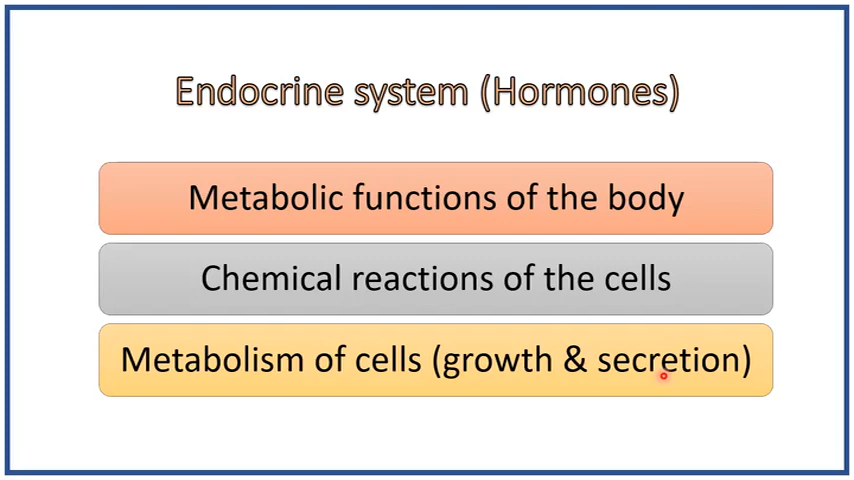 Endocrine system (Hormones)
Metabolic functions of the body
Chemical reactions of the cells
Metabolism of cells (growth & secretion)